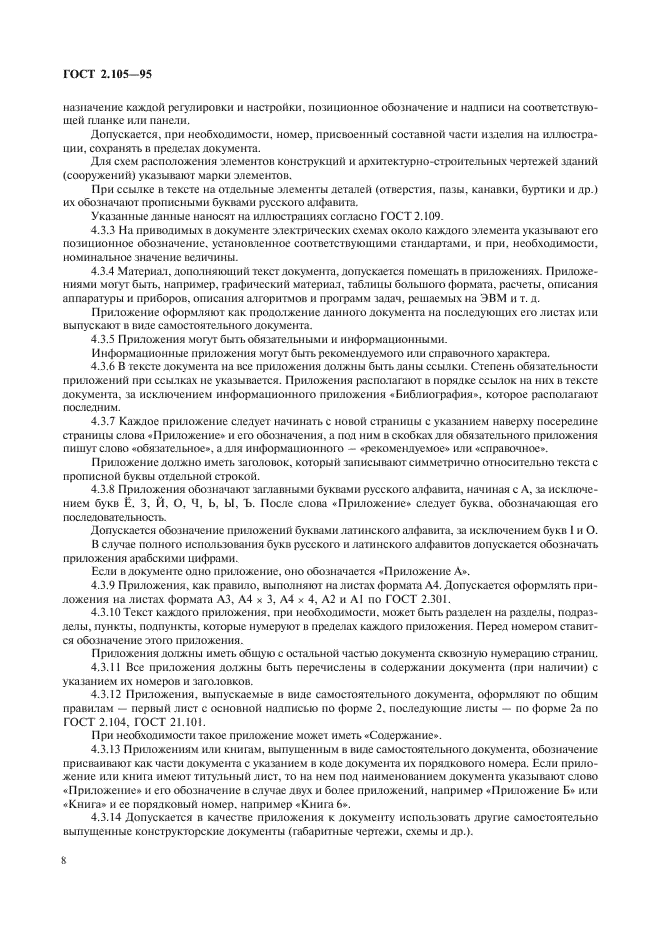 ГОСТ 2.105—95
назначение каждой регулировки и настройки, позиционное обозначение и надписи на соответствую-
щей планке или панели.
Допускается, при необходимости, номер, присвоенный составной части изделия на иллюстра-
ции, сохранять в пределах документа.
Для схем расположения элементов конструкций и архитектурно-строительных чертежей зданий
(сооружений) указывают марки элементов.
При ссылке в тексте на отдельные элементы деталей (отверстия, пазы, канавки, буртики и др.)
их обозначают прописными буквами русского алфавита.
Указанные данные наносят на иллюстрациях согласно ГОСТ 2.109.
4.3.3 На приводимых в документе электрических схемах около каждого элемента указывают его
позиционное обозначение, установленное соответствующими стандартами, и при, необходимости,
номинальное значение величины.
4.3.4 Материал, дополняющий текст документа, допускается помещать в приложениях. Приложе-
ниями могут быть, например, графический материал, таблицы большого формата, расчеты, описания
аппаратуры и приборов, описания алгоритмов и программ задач, решаемых на ЭВМ и т. д.
Приложение оформляют как продолжение данного документа на последующих его листах или
выпускают в виде самостоятельного документа.
4.3.5 Приложения могут быть обязательными и информационными.
Информационные приложения могут быть рекомендуемого или справочного характера.
4.3.6 В тексте документа на все приложения должны быть даны ссылки. Степень обязательности
приложений при ссылках не указывается. Приложения располагают в порядке ссылок на них в тексте
документа, за исключением информационного приложения «Библиография», которое располагают
последним.
4.3.7 Каждое приложение следует начинать с новой страницы с указанием наверху посередине
страницы слова «Приложение» и его обозначения, а под ним в скобках для обязательного приложения
пишут слово «обязательное», а для информационного — «рекомендуемое» или «справочное».
Приложение должно иметь заголовок, который записывают симметрично относительно текста с
прописной буквы отдельной строкой.
4.3.8 Приложения обозначают заглавными буквами русского алфавита, начиная с А, за исключе-
нием букв Ё, З, Й, О, Ч, Ь, Ы, Ъ. После слова «Приложение» следует буква, обозначающая его
последовательность.
Допускается обозначение приложений буквами латинского алфавита, за исключением букв I и O.
В случае полного использования букв русского и латинского алфавитов допускается обозначать
приложения арабскими цифрами.
Если в документе одно приложение, оно обозначается «Приложение А».
4.3.9 Приложения, как правило, выполняют на листах формата А4. Допускается оформлять при-
ложения на листах формата А3, А4 × 3, А4 × 4, А2 и А1 по ГОСТ 2.301.
4.3.10 Текст каждого приложения, при необходимости, может быть разделен на разделы, подраз-
делы, пункты, подпункты, которые нумеруют в пределах каждого приложения. Перед номером ставит-
ся обозначение этого приложения.
Приложения должны иметь общую с остальной частью документа сквозную нумерацию страниц.
4.3.11 Все приложения должны быть перечислены в содержании документа (при наличии) с
указанием их номеров и заголовков.
4.3.12 Приложения, выпускаемые в виде самостоятельного документа, оформляют по общим
правилам — первый лист с основной надписью по форме 2, последующие листы — по форме 2а по
ГОСТ 2.104, ГОСТ 21.101.
При необходимости такое приложение может иметь «Содержание».
4.3.13 Приложениям или книгам, выпущенным в виде самостоятельного документа, обозначение
присваивают как части документа с указанием в коде документа их порядкового номера. Если прило-
жение или книга имеют титульный лист, то на нем под наименованием документа указывают слово
«Приложение» и его обозначение в случае двух и более приложений, например «Приложение Б» или
«Книга» и ее порядковый номер, например «Книга 6».
4.3.14 Допускается в качестве приложения к документу использовать другие самостоятельно
выпущенные конструкторские документы (габаритные чертежи, схемы и др.).
8